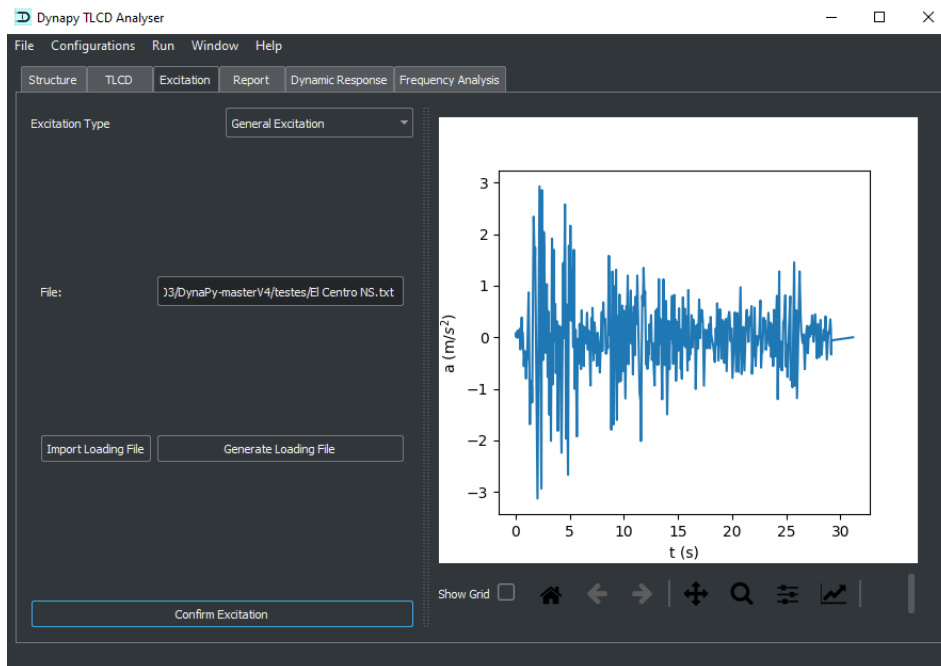 Dynapy TLCD Analyser
File Configurations Run Window Help
Structure TLCD Excitation Report Dynamic Response Frequency Analysis
Excitation Type General Excitation
File: 03/DynaPy-masterV4/testes/El Centro NS.txt
Import Loading File Generate Loading File
Confirm Excitation
a (m/s²)
3
2
1
0
−1
−2
−3
0 5 10 15 20 25 30
t (s)
Show Grid